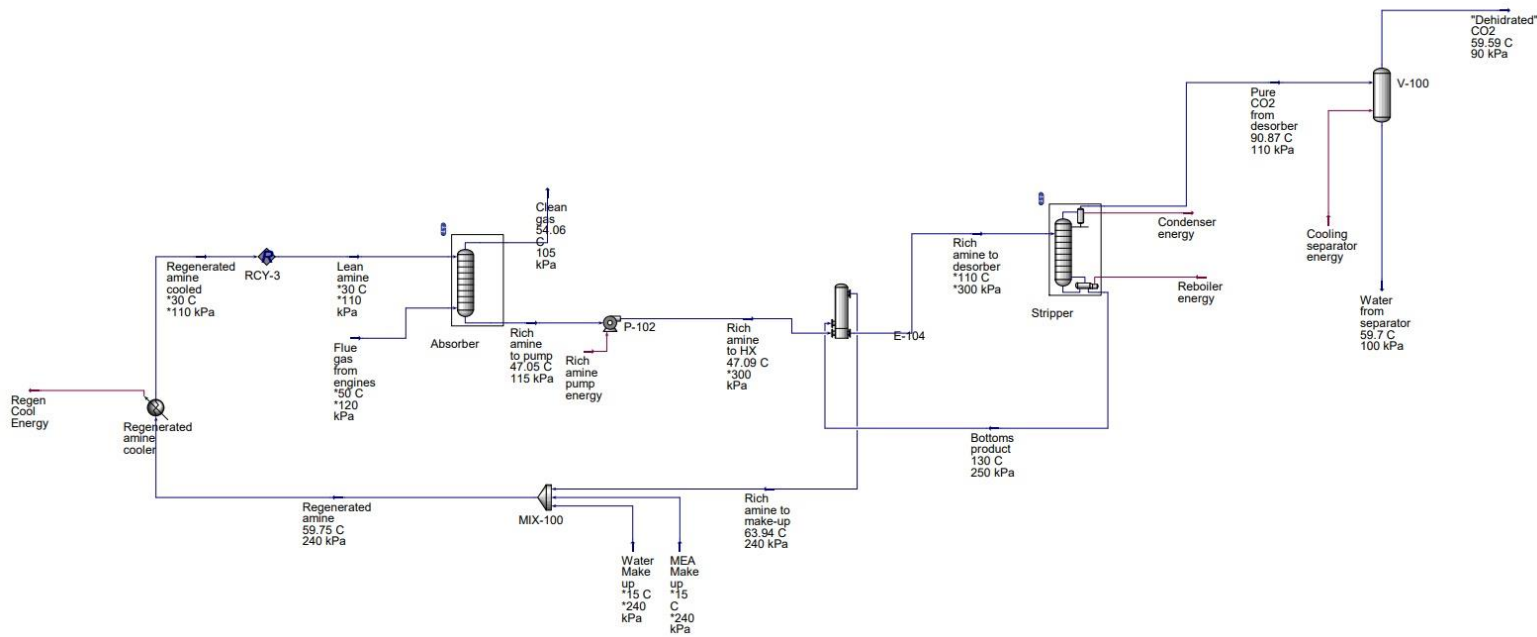 "Dehidrated"
CO2
59.59 C
90 kPa
V-100
Pure
CO2
from
desorber
90.87 C
110 kPa
Clean
gas
54.06
C
105
kPa
Condenser
energy
Cooling
separator
energy
Regenerated
amine
cooled
*30 C
*110 kPa
R
RCY-3
Lean
amine
*30 C
*110
kPa
Rich
amine to
desorber
*110 C
*300 kPa
Reboiler
energy
Stripper
Water
from
separator
59.7 C
100 kPa
Absorber
Flue
gas
from
engines
*50 C
*120
kPa
Rich
amine
to pump
47.05 C
115 kPa
P-102
Rich
amine
pump
energy
Rich
amine
to HX
47.09 C
*300
kPa
E-104
Regen
Cool
Energy
Regenerated
amine
cooler
Bottoms
product
130 C
250 kPa
Regenerated
amine
59.75 C
240 kPa
MIX-100
Rich
amine to
make-up
63.94 C
240 kPa
Water
Make
up
*15 C
*240
kPa
MEA
Make
up
*15
C
*240
kPa